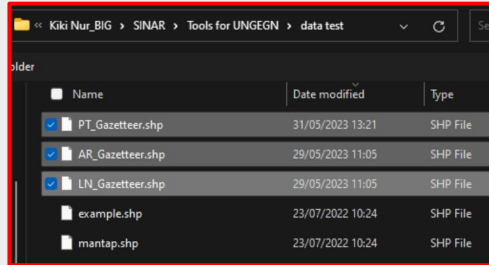 « Kiki Nur_BIG > SINAR > Tools for UNGEGN > data test
Name Date modified Type
PT_Gazetteer.shp 31/05/2023 13:21 SHP File
AR_Gazetteer.shp 29/05/2023 11:05 SHP File
LN_Gazetteer.shp 29/05/2023 11:05 SHP File
example.shp 23/07/2022 10:24 SHP File
mantap.shp 23/07/2022 10:24 SHP File